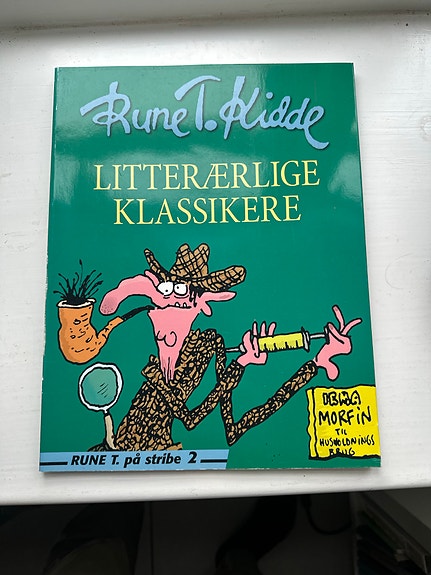 Rune T. Kidde
LITTERÆRLIGE
KLASSIKERE
MORFIN
TIL
HUSHOLDNINGS
BRUG
RUNE T. på stribe 2